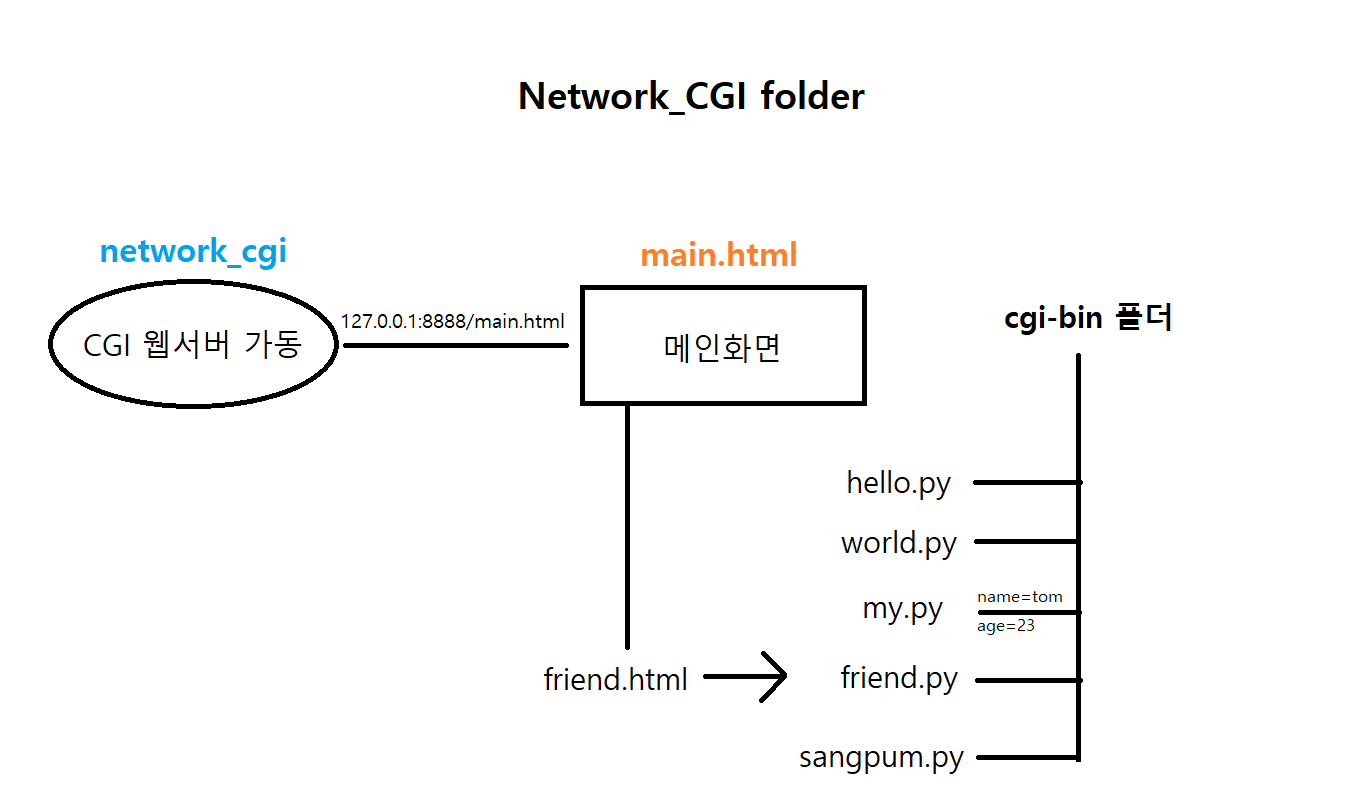 Network_CGI folder
network_cgi
CGI 웹서버 가동
127.0.0.1:8888/main.html
main.html
메인화면
cgi-bin 폴더
hello.py
world.py
my.py
name=tom
age=23
friend.html
friend.py
sangpum.py